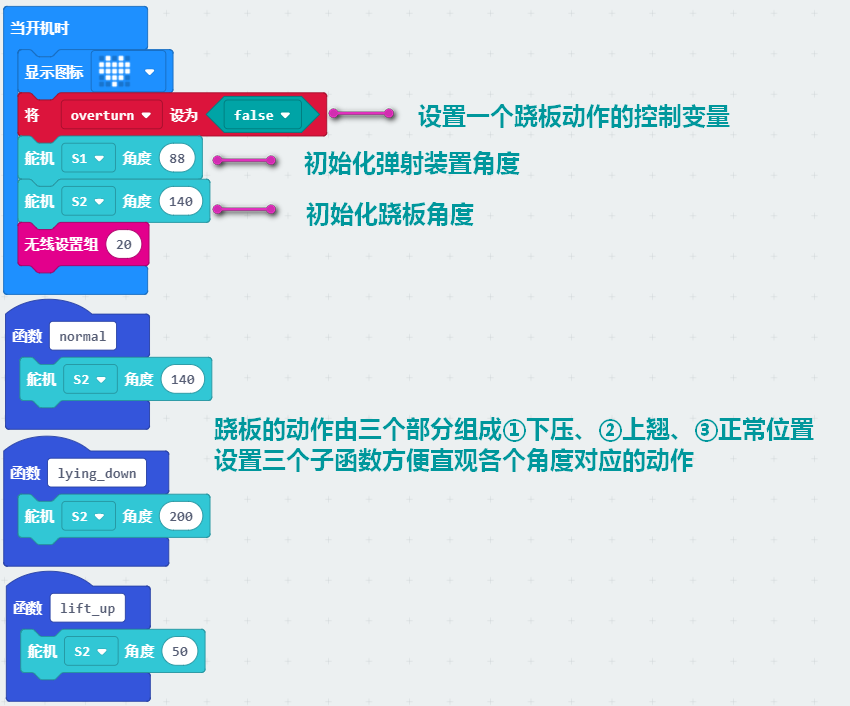 当开机时
显示图标
将 overturn 设为 false
设置一个跷板动作的控制变量
舵机 S1 角度 88
初始化弹射装置角度
舵机 S2 角度 140
初始化跷板角度
无线设置组 20
函数 normal
舵机 S2 角度 140
跷板的动作由三个部分组成①下压、②上翘、③正常位置
设置三个子函数方便直观各个角度对应的动作
函数 lying_down
舵机 S2 角度 200
函数 lift_up
舵机 S2 角度 50